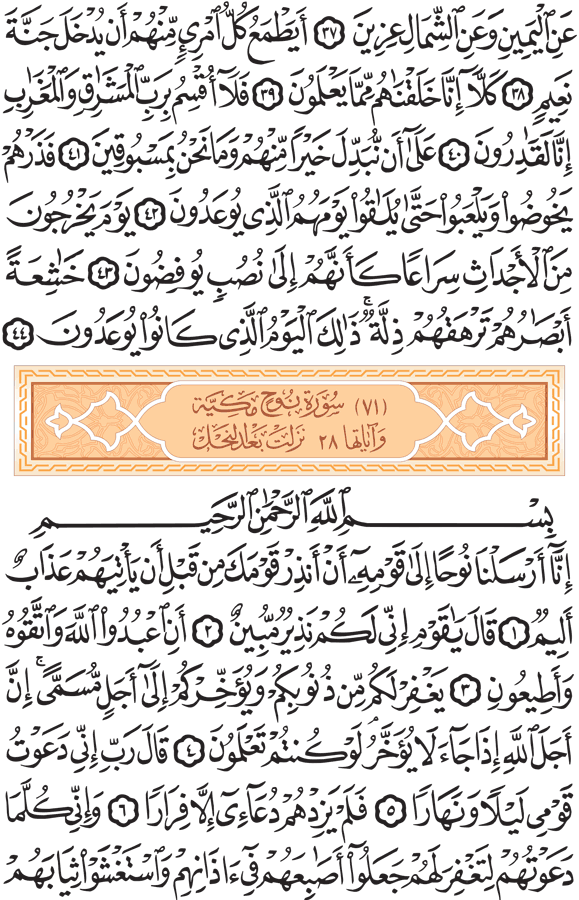 عَنِ ٱلْيَمِينِ وَعَنِ ٱلشِّمَالِ عِزِينَ ٣٧ أَيَطْمَعُ كُلُّ ٱمْرِئٍ مِّنْهُمْ أَن يُدْخَلَ جَنَّةَ
نَعِيمٍ ٣٨ كَلَّآ إِنَّا خَلَقْنَٰهُم مِّمَّا يَعْلَمُونَ ٣٩ فَلَآ أُقْسِمُ بِرَبِّ ٱلْمَشَٰرِقِ وَٱلْمَغَٰرِبِ
إِنَّا لَقَٰدِرُونَ ٤٠ عَلَىٰٓ أَن نُّبَدِّلَ خَيْرًا مِّنْهُمْ وَمَا نَحْنُ بِمَسْبُوقِينَ ٤١ فَذَرْهُمْ
يَخُوضُوا۟ وَيَلْعَبُوا۟ حَتَّىٰ يُلَٰقُوا۟ يَوْمَهُمُ ٱلَّذِى يُوعَدُونَ ٤٢ يَوْمَ يَخْرُجُونَ
مِنَ ٱلْأَجْدَاثِ سِرَاعًا كَأَنَّهُمْ إِلَىٰ نُصُبٍ يُوفِضُونَ ٤٣ خَٰشِعَةً
أَبْصَٰرُهُمْ تَرْهَقُهُمْ ذِلَّةٌ ۚ ذَٰلِكَ ٱلْيَوْمُ ٱلَّذِى كَانُوا۟ يُوعَدُونَ ٤٤
(٧١) سُورَة نُوحٍ مَكِيَّة
وَآيَاتُهَا ٢٨ نَزَلَتْ بَعْدَ النَّحْلِ
بِسْمِ ٱللَّهِ ٱلرَّحْمَٰنِ ٱلرَّحِيمِ
إِنَّآ أَرْسَلْنَا نُوحًا إِلَىٰ قَوْمِهِۦٓ أَنْ أَنذِرْ قَوْمَكَ مِن قَبْلِ أَن يَأْتِيَهُمْ عَذَابٌ
أَلِيمٌ ١ قَالَ يَٰقَوْمِ إِنِّى لَكُمْ نَذِيرٌ مُّبِينٌ ٢ أَنِ ٱعْبُدُوا۟ ٱللَّهَ وَٱتَّقُوهُ
وَأَطِيعُونِ ٣ يَغْفِرْ لَكُم مِّن ذُنُوبِكُمْ وَيُؤَخِّرْكُمْ إِلَىٰٓ أَجَلٍ مُّسَمًّى ۚ إِنَّ
أَجَلَ ٱللَّهِ إِذَا جَآءَ لَا يُؤَخَّرُ ۖ لَوْ كُنتُمْ تَعْلَمُونَ ٤ قَالَ رَبِّ إِنِّى دَعَوْتُ
قَوْمِى لَيْلًا وَنَهَارًا ٥ فَلَمْ يَزِدْهُمْ دُعَآءِىٓ إِلَّا فِرَارًا ٦ وَإِنِّى كُلَّمَا
دَعَوْتُهُمْ لِتَغْفِرَ لَهُمْ جَعَلُوٓا۟ أَصَٰبِعَهُمْ فِىٓ ءَاذَانِهِمْ وَٱسْتَغْشَوْا۟ ثِيَابَهُمْ